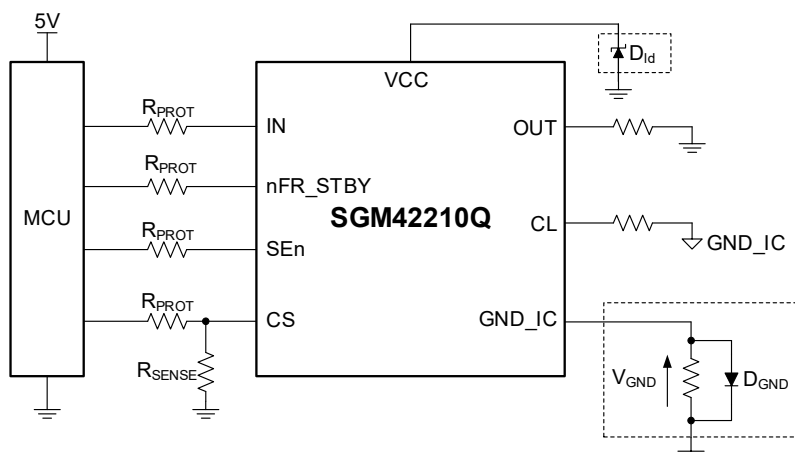 5V
VCC
D_Id
R_PROT
IN
OUT
R_PROT
nFR_STBY
MCU
SGM42210Q
R_PROT
SEn
CL
GND_IC
R_PROT
CS
GND_IC
R_SENSE
V_GND
D_GND